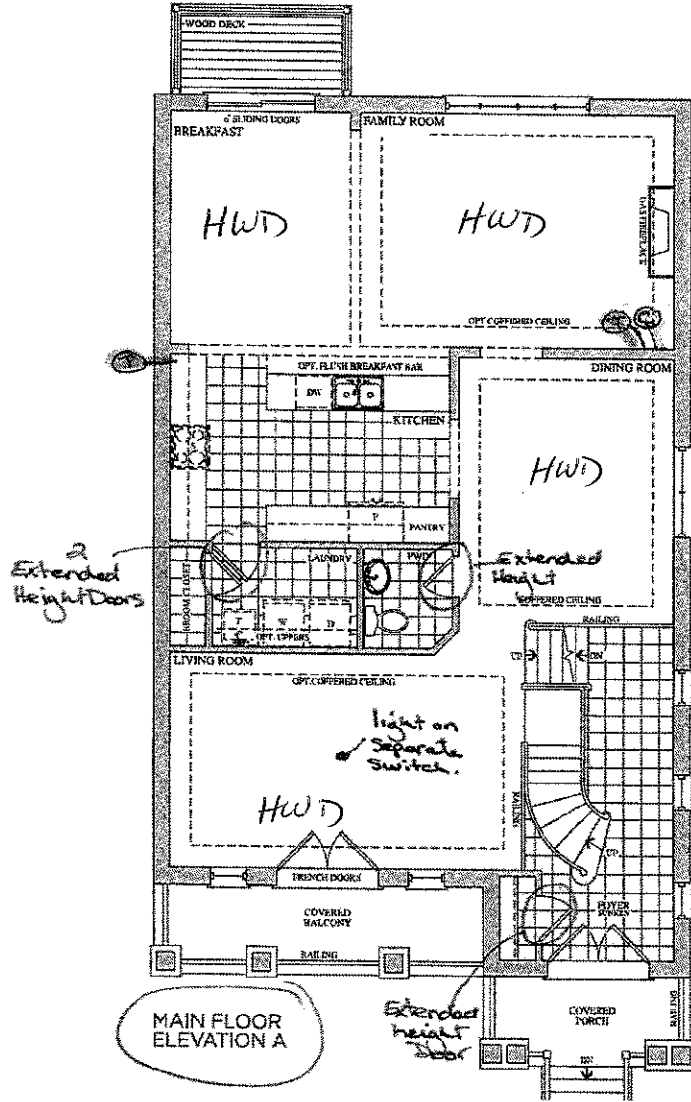 WOOD DECK
6' SLIDING DOORS
BREAKFAST
FAMILY ROOM
HWD
HWD
GAS FIREPLACE
OPT. COFFERED CEILING
OPT. FLUSH BREAKFAST BAR
DINING ROOM
DW
KITCHEN
HWD
F
PANTRY
2
Extended
Height Doors
LAUNDRY
PWD
Extended
Height
BROOM CLOSET
T
W
D
OPT. UPPERS
COFFERED CEILING
RAILING
LIVING ROOM
UP
DN
OPT. COFFERED CEILING
light on
Separate
Switch.
HWD
RAILING
UP
FRENCH DOORS
FOYER
SUNKEN
COVERED
BALCONY
RAILING
MAIN FLOOR
ELEVATION A
Extended
height
Door
COVERED
PORCH
RAILING
DN